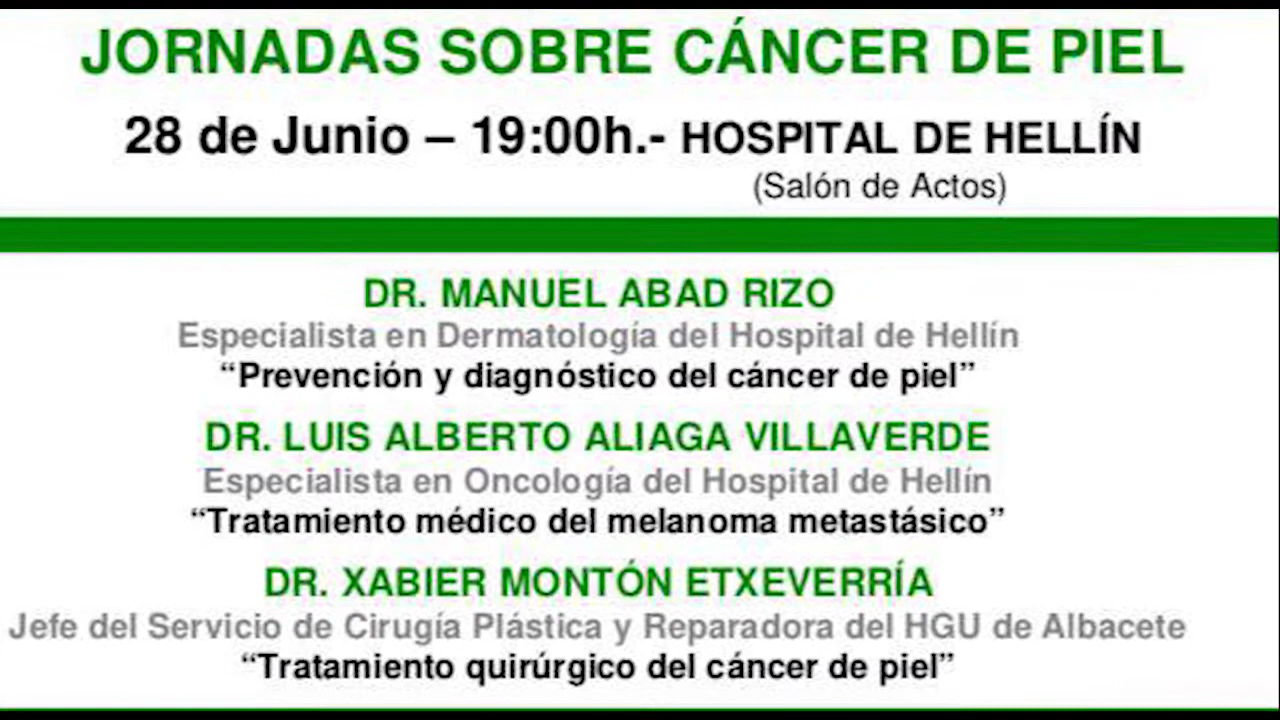 JORNADAS SOBRE CÁNCER DE PIEL
28 de Junio – 19:00h.- HOSPITAL DE HELLÍN
(Salón de Actos)
DR. MANUEL ABAD RIZO
Especialista en Dermatología del Hospital de Hellín
“Prevención y diagnóstico del cáncer de piel”
DR. LUIS ALBERTO ALIAGA VILLAVERDE
Especialista en Oncología del Hospital de Hellín
“Tratamiento médico del melanoma metastásico”
DR. XABIER MONTÓN ETXEVERRÍA
Jefe del Servicio de Cirugía Plástica y Reparadora del HGU de Albacete
“Tratamiento quirúrgico del cáncer de piel”